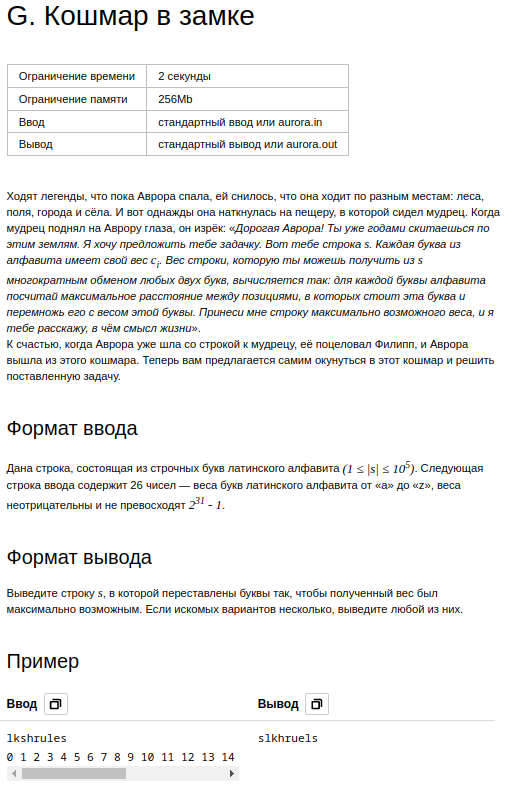 G. Кошмар в замке
Ограничение времени 2 секунды
Ограничение памяти 256Mb
Ввод стандартный ввод или aurora.in
Вывод стандартный вывод или aurora.out
Ходят легенды, что пока Аврора спала, ей снилось, что она ходит по разным местам: леса,
поля, города и сёла. И вот однажды она наткнулась на пещеру, в которой сидел мудрец. Когда
мудрец поднял на Аврору глаза, он изрёк: «Дорогая Аврора! Ты уже годами скитаешься по
этим землям. Я хочу предложить тебе задачку. Вот тебе строка s. Каждая буква из
алфавита имеет свой вес cᵢ. Вес строки, которую ты можешь получить из s
многократным обменом любых двух букв, вычисляется так: для каждой буквы алфавита
посчитай максимальное расстояние между позициями, в которых стоит эта буква и
перемножь его с весом этой буквы. Принеси мне строку максимально возможного веса, и я
тебе расскажу, в чём смысл жизни».
К счастью, когда Аврора уже шла со строкой к мудрецу, её поцеловал Филипп, и Аврора
вышла из этого кошмара. Теперь вам предлагается самим окунуться в этот кошмар и решить
поставленную задачу.
Формат ввода
Дана строка, состоящая из строчных букв латинского алфавита (1 ≤ |s| ≤ 10⁵). Следующая
строка ввода содержит 26 чисел — веса букв латинского алфавита от «a» до «z», веса
неотрицательны и не превосходят 2³¹ - 1.
Формат вывода
Выведите строку s, в которой переставлены буквы так, чтобы полученный вес был
максимально возможным. Если искомых вариантов несколько, выведите любой из них.
Пример
Ввод Вывод
lkshrules slkhruels
0 1 2 3 4 5 6 7 8 9 10 11 12 13 14